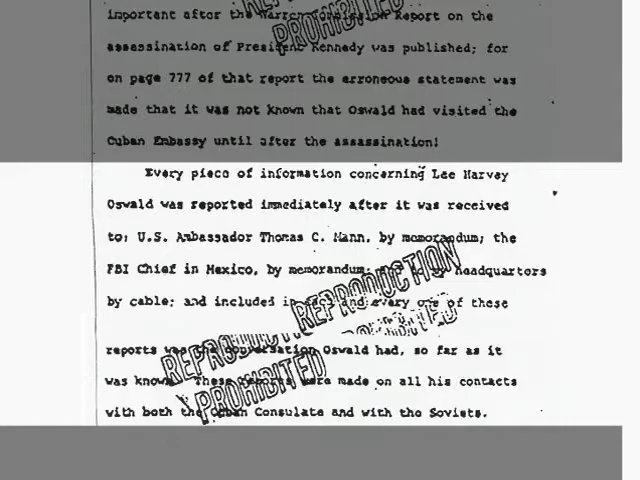 important after the Warren Commission Report on the
assassination of President Kennedy was published; for
on page 777 of that report the erroneous statement was
made that it was not known that Oswald had visited the
Cuban Embassy until after the assassination!
Every piece of information concerning Lee Harvey
Oswald was reported immediately after it was received
to: U.S. Ambassador Thomas C. Mann, by memorandum; the
FBI Chief in Mexico, by memorandum; and to my headquarters
by cable; and included in each and every one of these
reports was the conversation Oswald had, so far as it
was known. These reports were made on all his contacts
with both the Cuban Consulate and with the Soviets.
REPRODUCTION
PROHIBITED
REPRODUCTION
PROHIBITED
REPRODUCTION
PROHIBITED